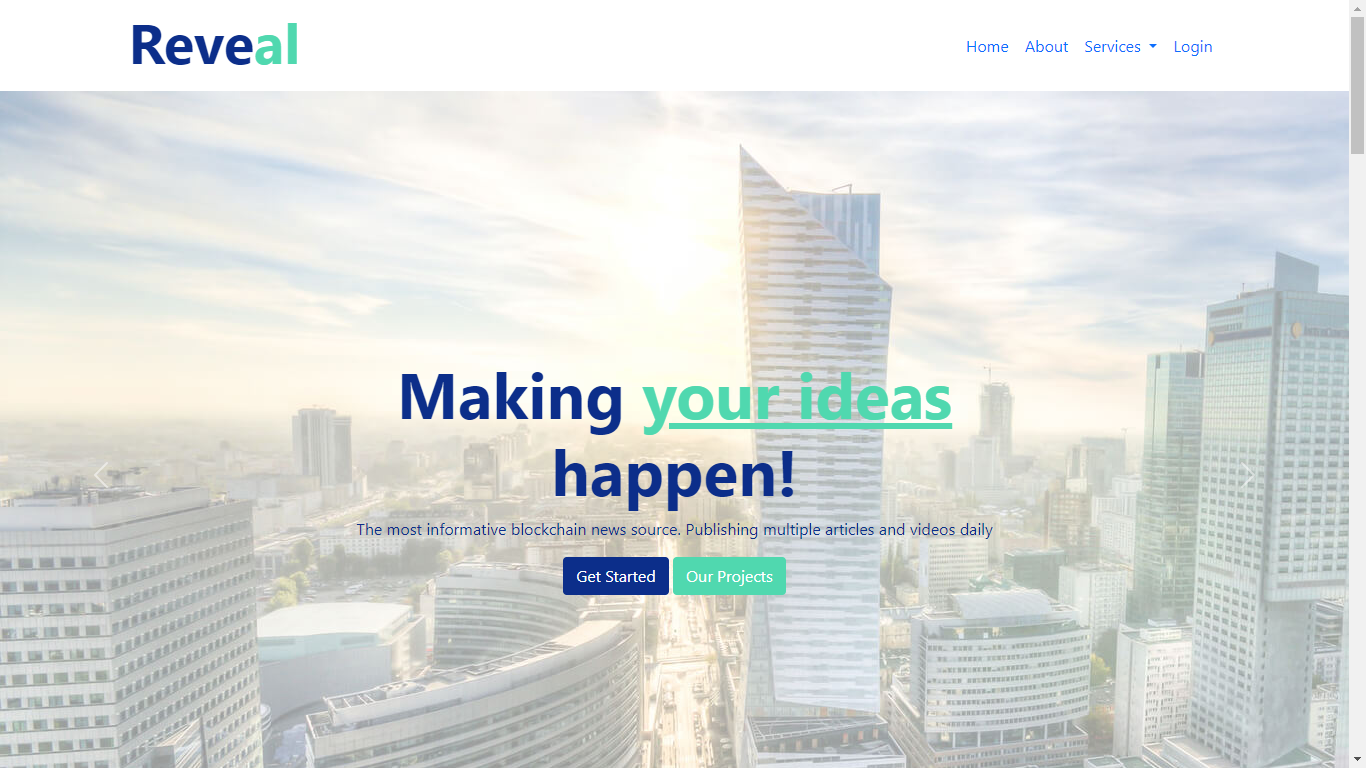 Reveal
Home About Services Login
Making your ideas
happen!
The most informative blockchain news source. Publishing multiple articles and videos daily
Get Started Our Projects